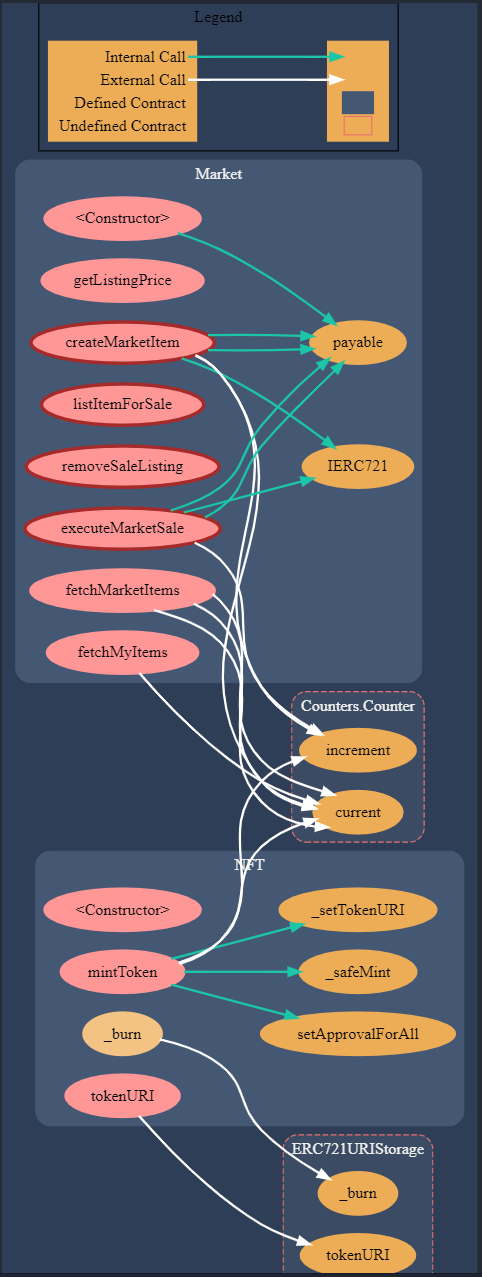 Legend
Internal Call
External Call
Defined Contract
Undefined Contract
Market
<Constructor>
getListingPrice
createMarketItem
payable
listItemForSale
removeSaleListing
IERC721
executeMarketSale
fetchMarketItems
fetchMyItems
Counters.Counter
increment
current
NFT
<Constructor>
_setTokenURI
mintToken
_safeMint
_burn
setApprovalForAll
tokenURI
ERC721URIStorage
_burn
tokenURI